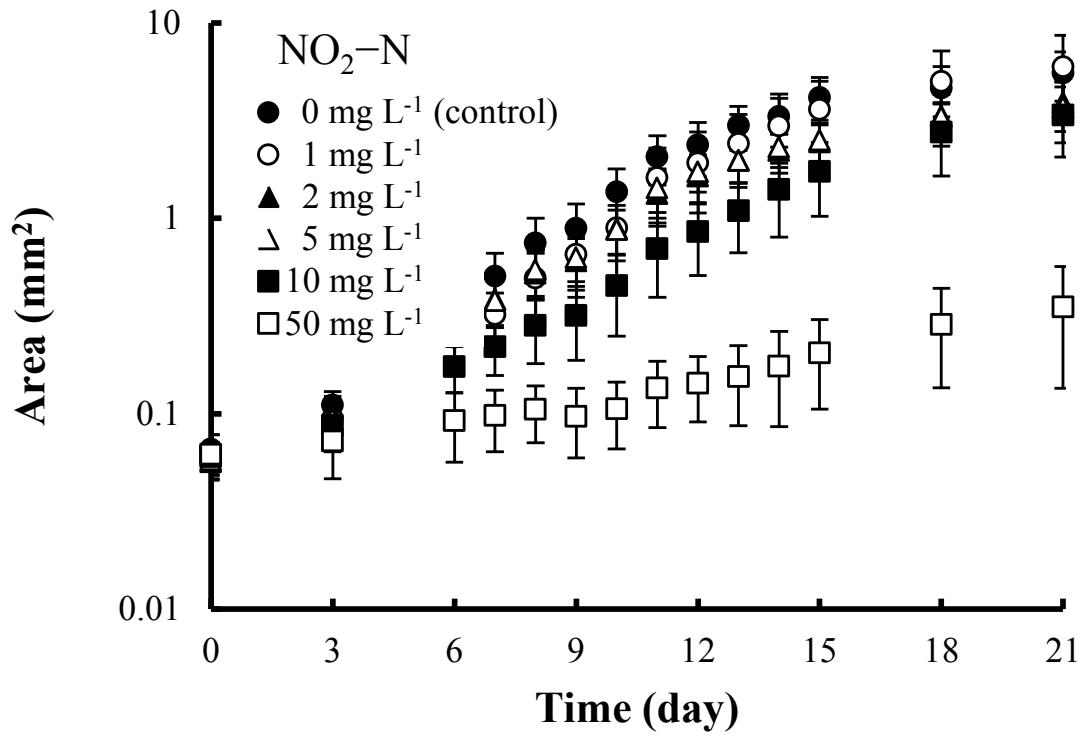 10
1
0.1
0.01
Area (mm²)
NO₂−N
0 mg L⁻¹ (control)
1 mg L⁻¹
2 mg L⁻¹
5 mg L⁻¹
10 mg L⁻¹
50 mg L⁻¹
0 3 6 9 12 15 18 21
Time (day)